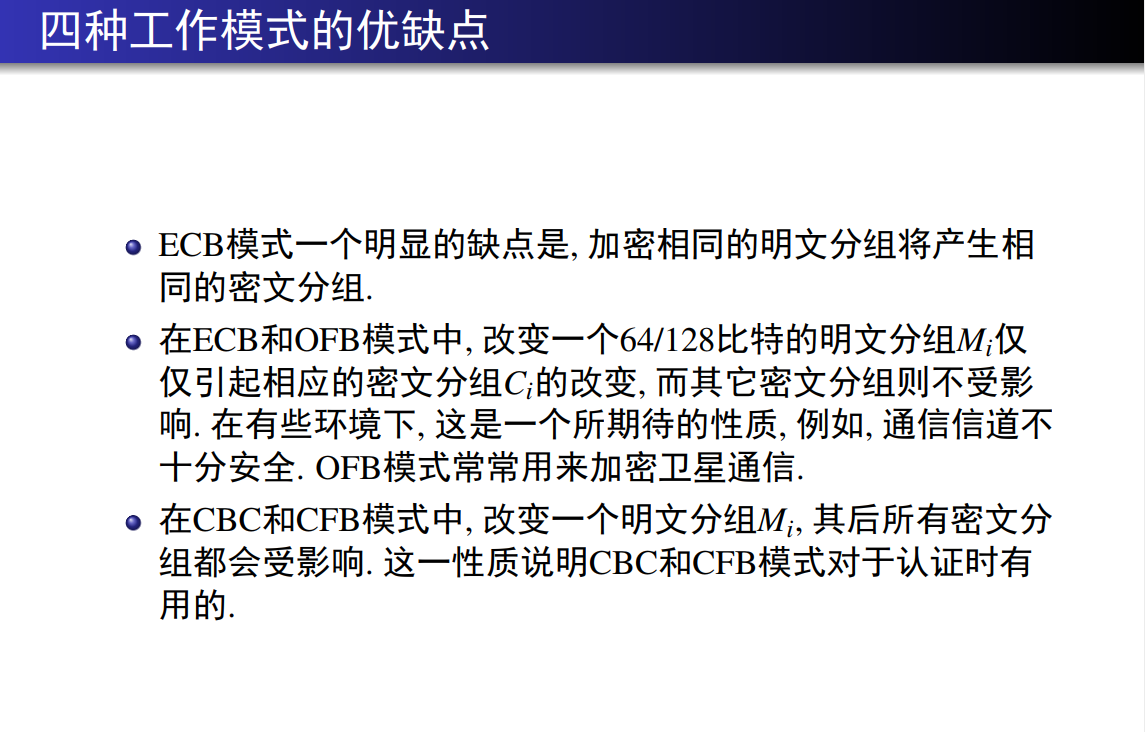 四种工作模式的优缺点
ECB模式一个明显的缺点是, 加密相同的明文分组将产生相
同的密文分组.
在ECB和OFB模式中, 改变一个64/128比特的明文分组Mi仅
仅引起相应的密文分组Ci的改变, 而其它密文分组则不受影
响. 在有些环境下, 这是一个所期待的性质, 例如, 通信信道不
十分安全. OFB模式常常用来加密卫星通信.
在CBC和CFB模式中, 改变一个明文分组Mi, 其后所有密文分
组都会受影响. 这一性质说明CBC和CFB模式对于认证时有
用的.